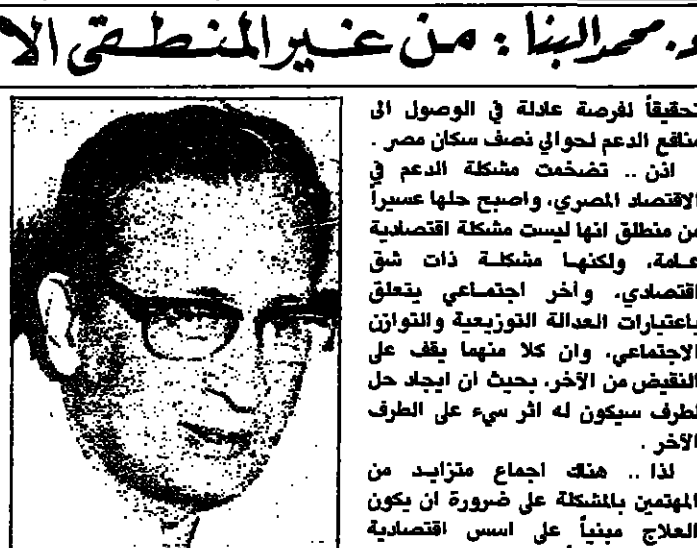 د. محمد البنا : من غير المنطقي الا
تحقيقاً لفرصة عادلة في الوصول الى
منافع الدعم لحوالي نصف سكان مصر .
اذن .. تضخمت مشكلة الدعم في
الاقتصاد المصري، واصبح حلها عسيراً
من منطلق انها ليست مشكلة اقتصادية
عامة، ولكنها مشكلة ذات شق
اقتصادي، وآخر اجتماعي يتعلق
باعتبارات العدالة التوزيعية والتوازن
الاجتماعي، وان كلا منهما يقف على
النقيض من الآخر، بحيث ان ايجاد حل
لطرف سيكون له اثر سيء على الطرف
الآخر .
لذا .. هناك اجماع متزايد من
المهتمين بالمشكلة على ضرورة ان يكون
العلاج مبنياً على اسس اقتصادية